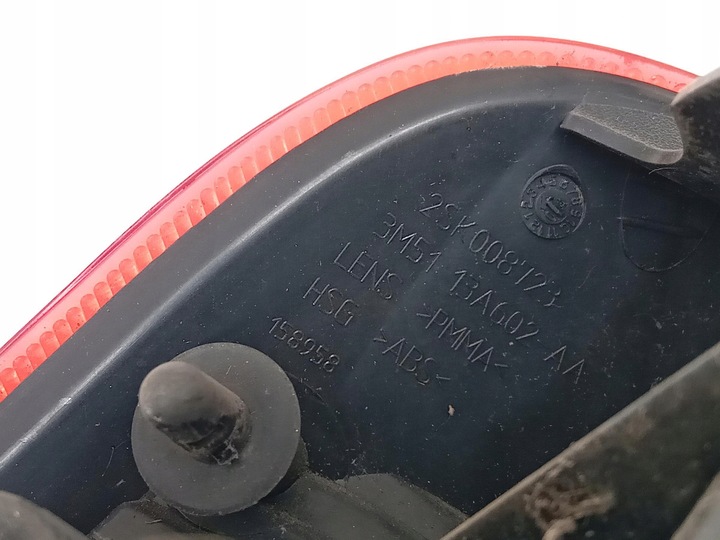 2SK008723
3M51 13A602 AA
LENS >PMMA<
HSG >ABS<
158958